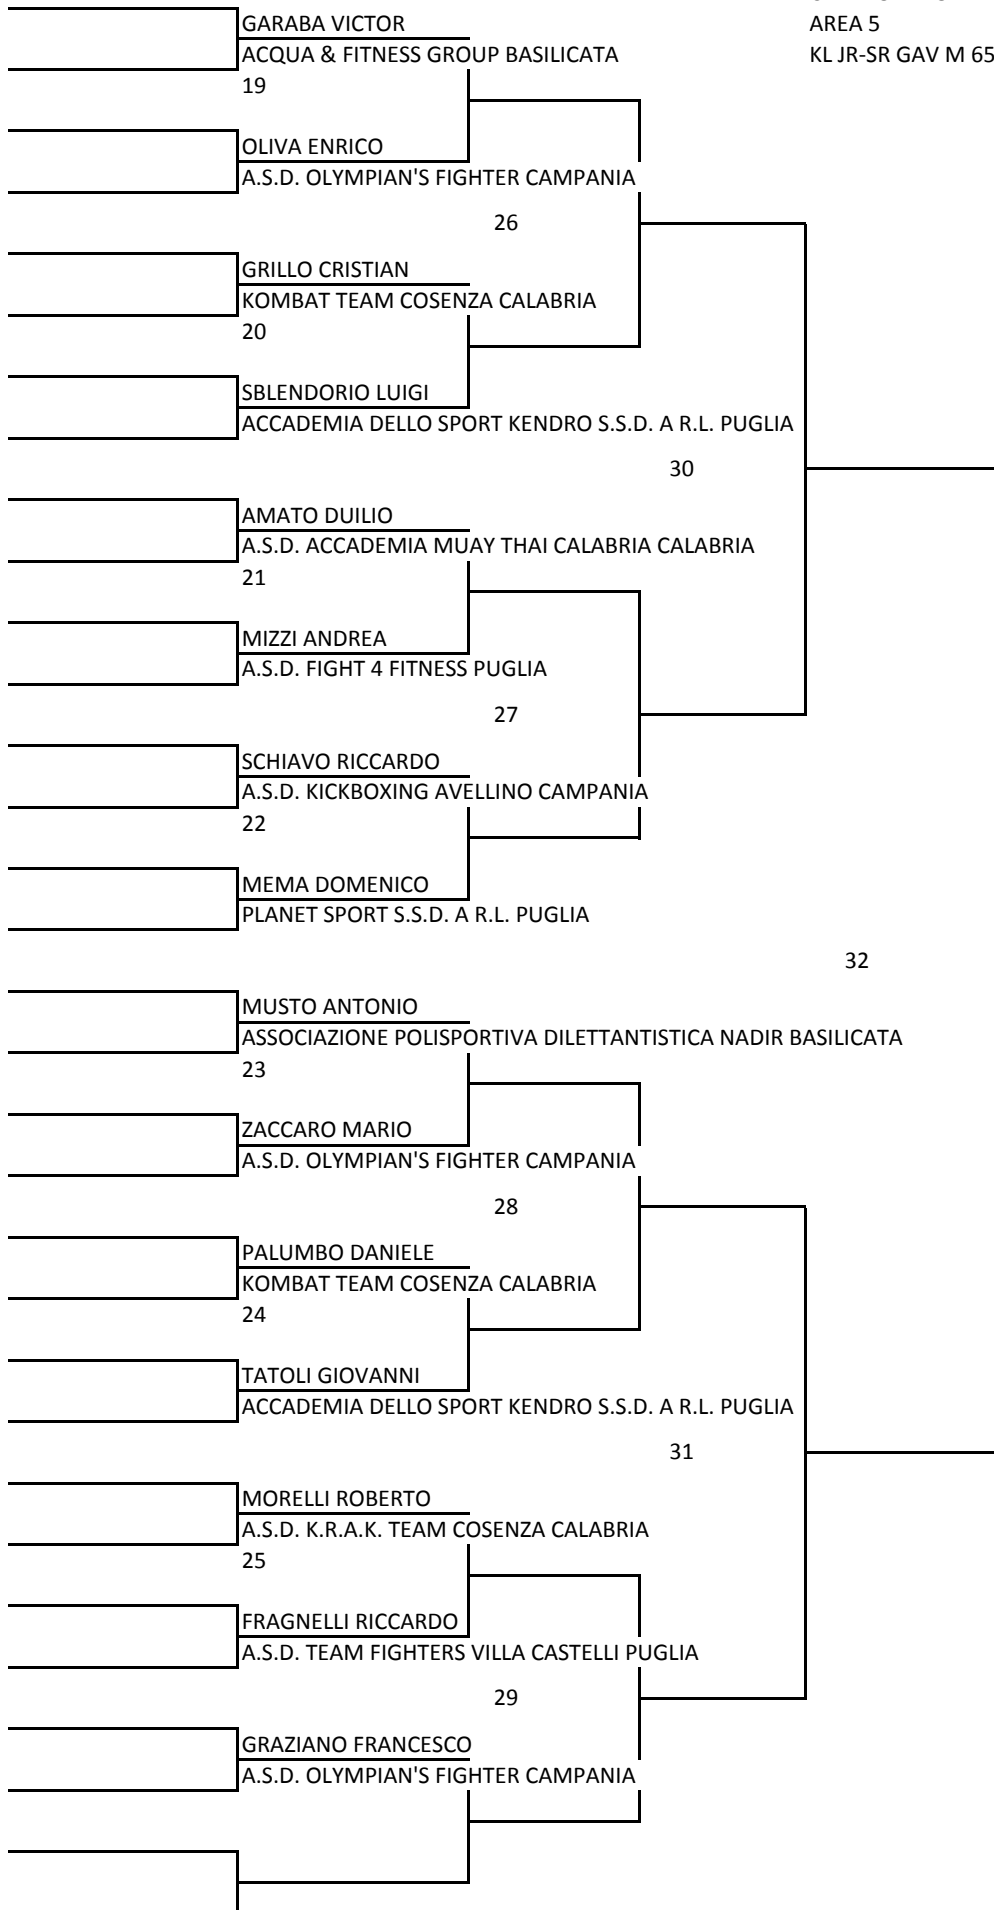 GARABA VICTOR
AREA 5
ACQUA & FITNESS GROUP BASILICATA
KL JR-SR GAV M 65
19
OLIVA ENRICO
A.S.D. OLYMPIAN'S FIGHTER CAMPANIA
26
GRILLO CRISTIAN
KOMBAT TEAM COSENZA CALABRIA
20
SBLENDORIO LUIGI
ACCADEMIA DELLO SPORT KENDRO S.S.D. A R.L. PUGLIA
30
AMATO DUILIO
A.S.D. ACCADEMIA MUAY THAI CALABRIA CALABRIA
21
MIZZI ANDREA
A.S.D. FIGHT 4 FITNESS PUGLIA
27
SCHIAVO RICCARDO
A.S.D. KICKBOXING AVELLINO CAMPANIA
22
MEMA DOMENICO
PLANET SPORT S.S.D. A R.L. PUGLIA
32
MUSTO ANTONIO
ASSOCIAZIONE POLISPORTIVA DILETTANTISTICA NADIR BASILICATA
23
ZACCARO MARIO
A.S.D. OLYMPIAN'S FIGHTER CAMPANIA
28
PALUMBO DANIELE
KOMBAT TEAM COSENZA CALABRIA
24
TATOLI GIOVANNI
ACCADEMIA DELLO SPORT KENDRO S.S.D. A R.L. PUGLIA
31
MORELLI ROBERTO
A.S.D. K.R.A.K. TEAM COSENZA CALABRIA
25
FRAGNELLI RICCARDO
A.S.D. TEAM FIGHTERS VILLA CASTELLI PUGLIA
29
GRAZIANO FRANCESCO
A.S.D. OLYMPIAN'S FIGHTER CAMPANIA